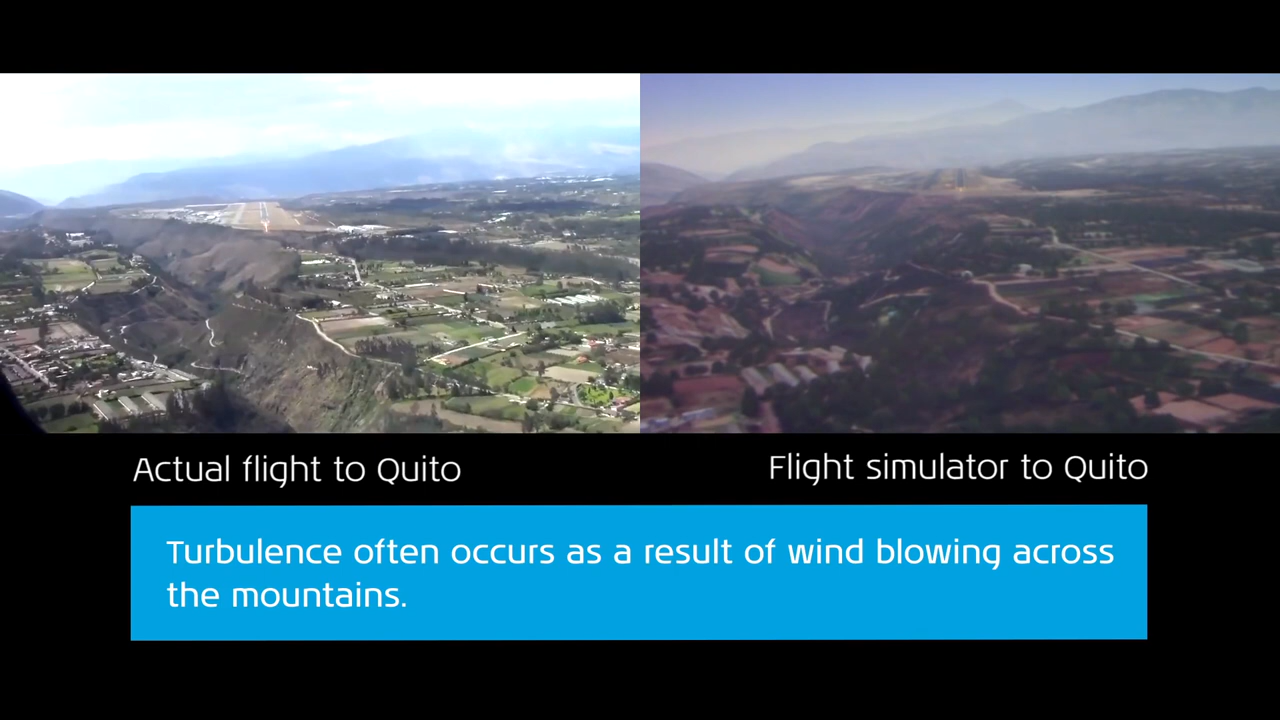 Actual flight to Quito
Flight simulator to Quito
Turbulence often occurs as a result of wind blowing across
the mountains.